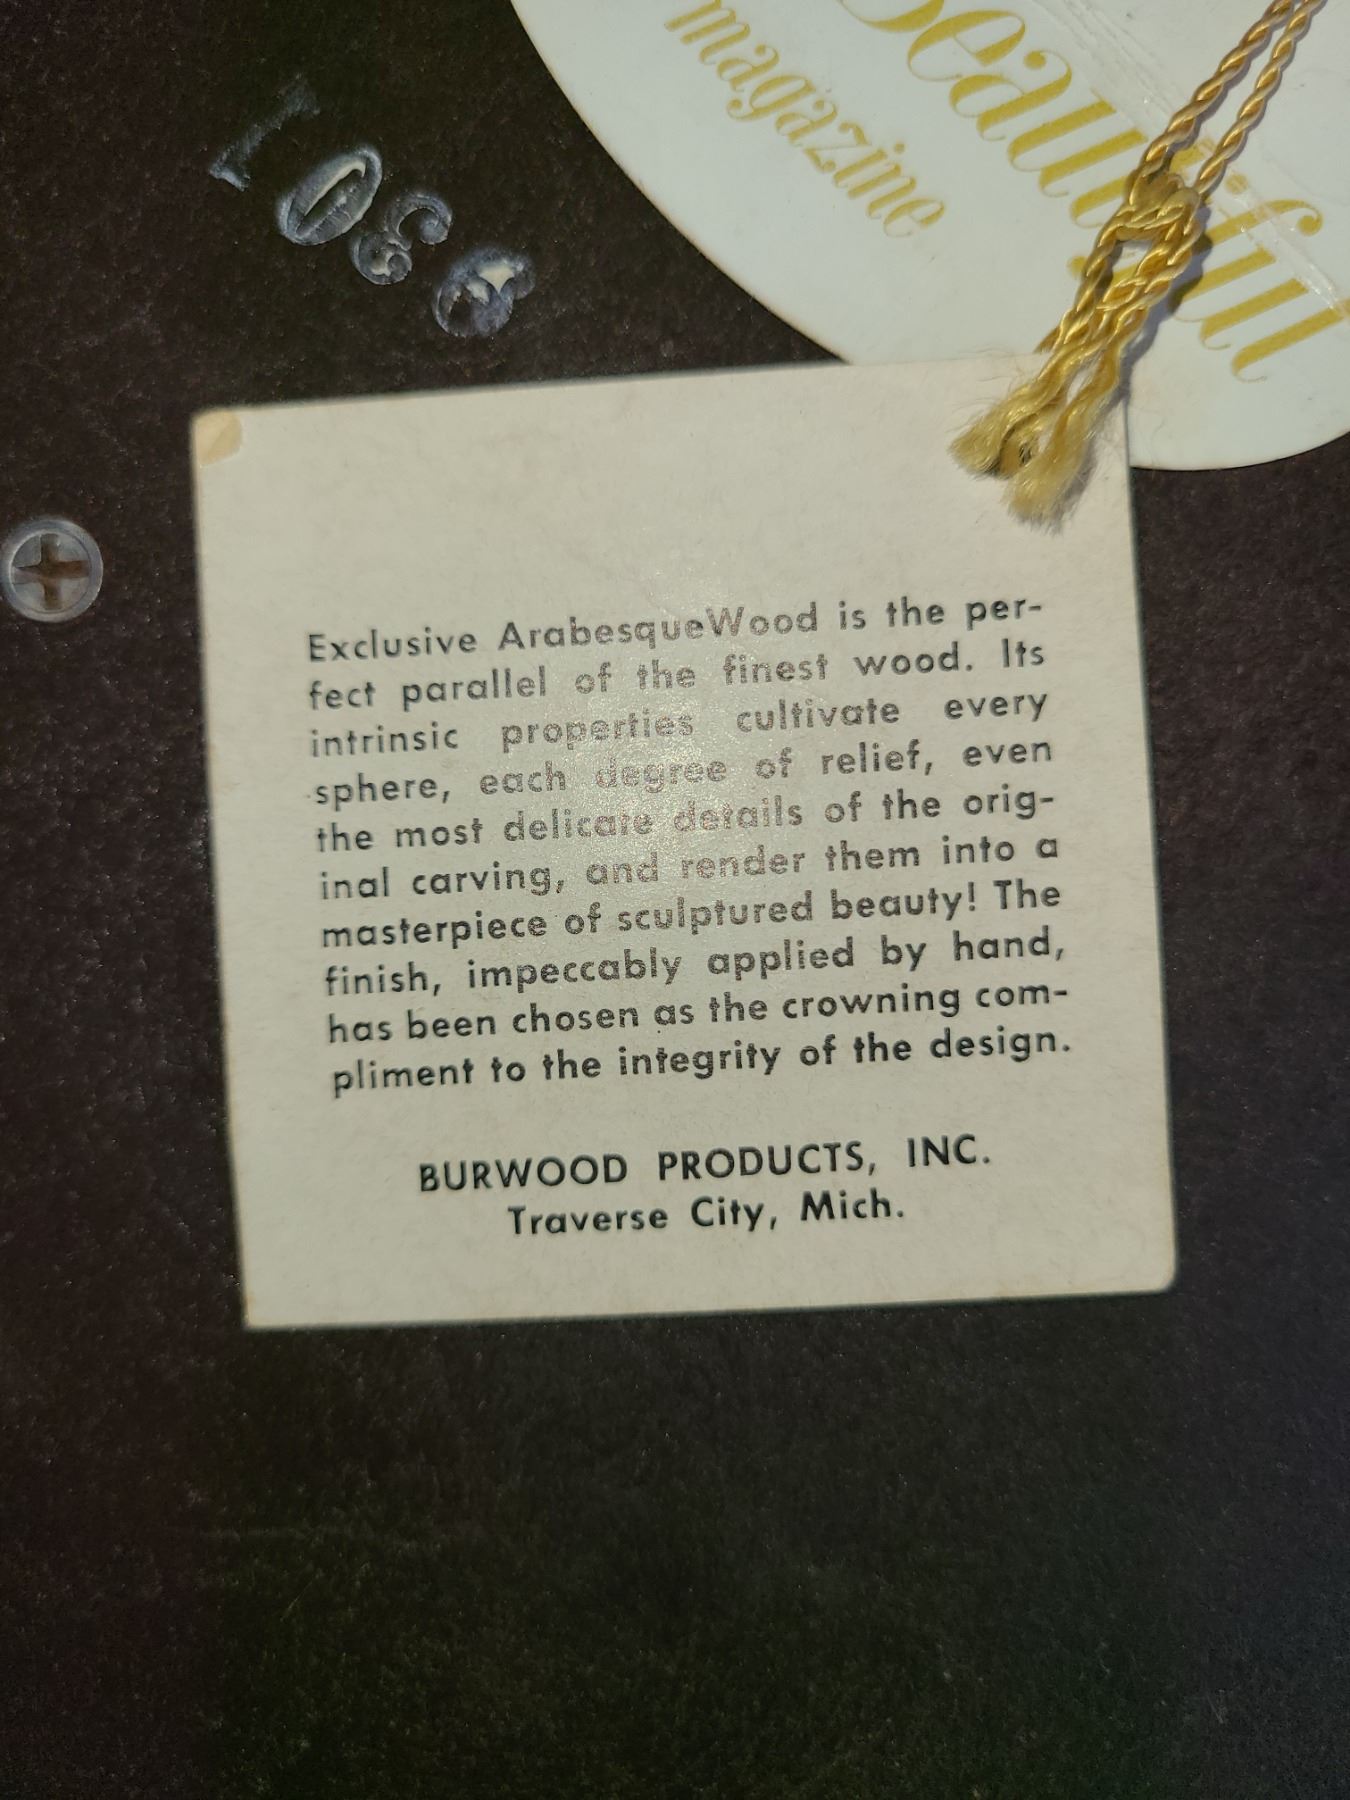 Beautiful
magazine
Exclusive ArabesqueWood is the per-
fect parallel of the finest wood. Its
intrinsic properties cultivate every
sphere, each degree of relief, even
the most delicate details of the orig-
inal carving, and render them into a
masterpiece of sculptured beauty! The
finish, impeccably applied by hand,
has been chosen as the crowning com-
pliment to the integrity of the design.
BURWOOD PRODUCTS, INC.
Traverse City, Mich.